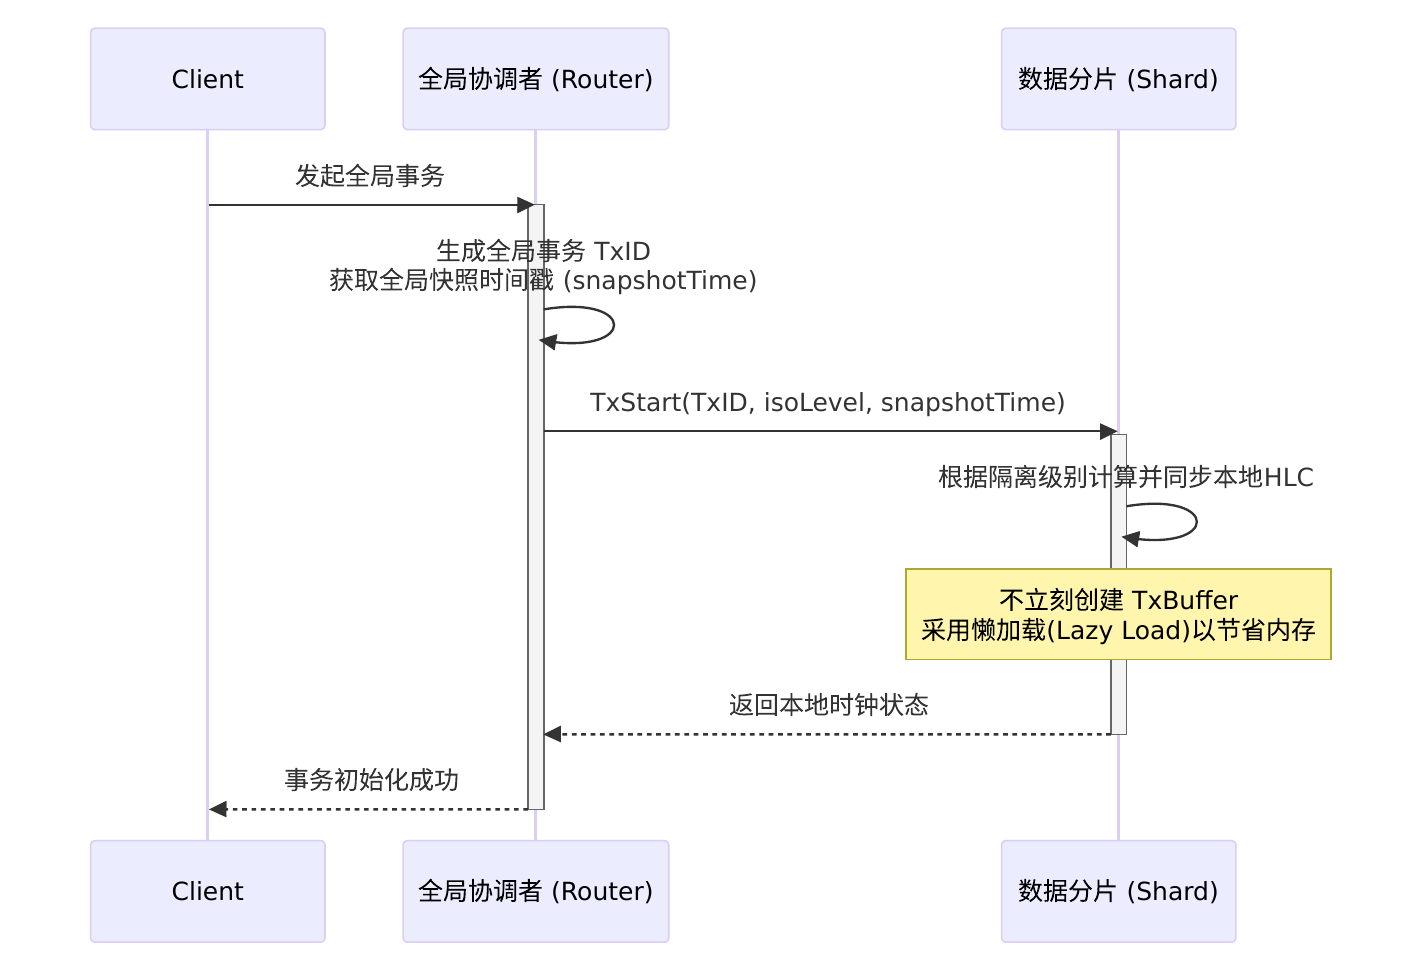 Client
全局协调者 (Router)
数据分片 (Shard)
发起全局事务
生成全局事务 TxID
获取全局快照时间戳 (snapshotTime)
TxStart(TxID, isoLevel, snapshotTime)
根据隔离级别计算并同步本地HLC
不立刻创建 TxBuffer
采用懒加载(Lazy Load)以节省内存
返回本地时钟状态
事务初始化成功
Client
全局协调者 (Router)
数据分片 (Shard)